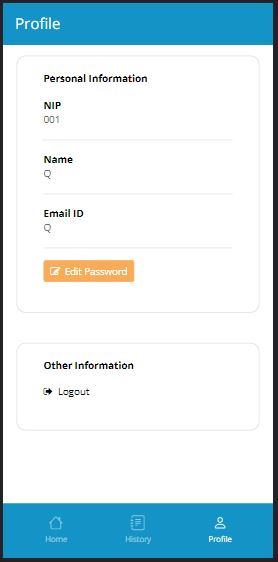 Profile
Personal Information
NIP
001
Name
Q
Email ID
Q
Edit Password
Other Information
Logout
Home
History
Profile